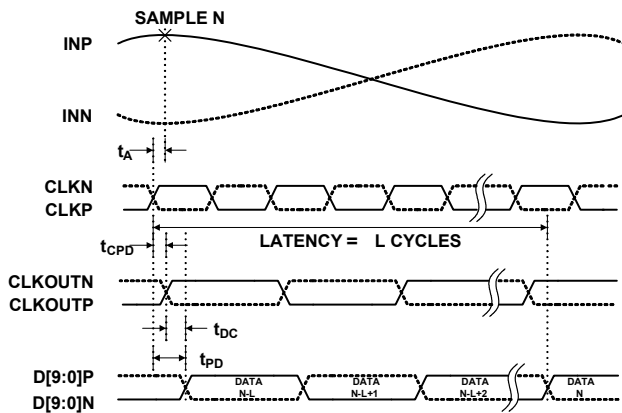 SAMPLE N
INP
INN
tA
CLKN
CLKP
LATENCY = L CYCLES
tCPD
CLKOUTN
CLKOUTP
tDC
tPD
D[9:0]P
D[9:0]N
DATA
N-L
DATA
N-L+1
DATA
N-L+2
DATA
N